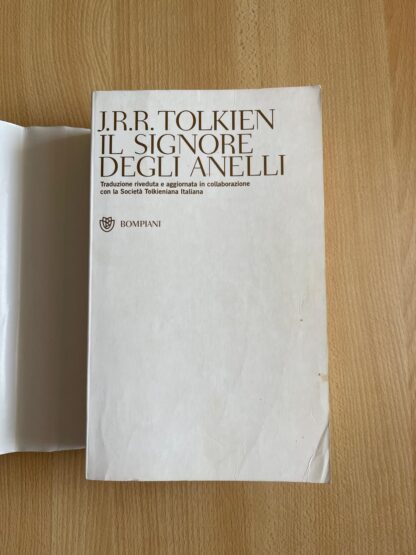 J.R.R. TOLKIEN
IL SIGNORE
DEGLI ANELLI
Traduzione riveduta e aggiornata in collaborazione
con la Società Tolkieniana Italiana
BOMPIANI